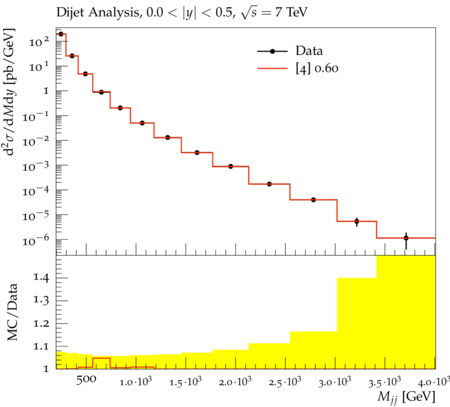 Dijet Analysis, 0.0 < |y| < 0.5, √s = 7 TeV
d²σ/dMdy [pb/GeV]
10²
10¹
1
10⁻¹
10⁻²
10⁻³
10⁻⁴
10⁻⁵
10⁻⁶
Data
[4] 0.60
MC/Data
1.4
1.3
1.2
1.1
1
500 1.0·10³ 1.5·10³ 2.0·10³ 2.5·10³ 3.0·10³ 3.5·10³ 4.0·10³
M_jj [GeV]